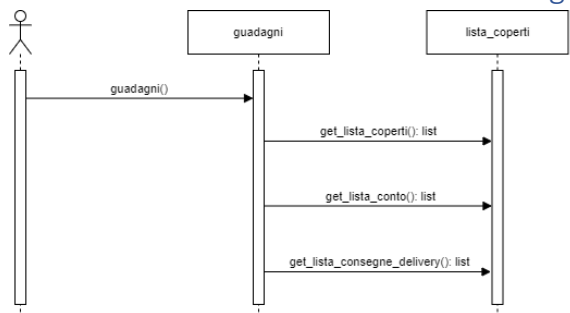 guadagni
lista_coperti
guadagni()
get_lista_coperti(): list
get_lista_conto(): list
get_lista_consegne_delivery(): list